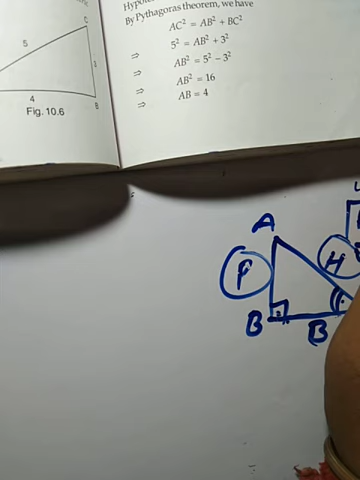 By Pythagoras theorem, we have
AC² = AB² + BC²
5² = AB² + 3²
⇒ AB² = 5² – 3²
⇒ AB² = 16
⇒ AB = 4
C
5
3
4
B
Fig. 10.6
A
P
H
B
B